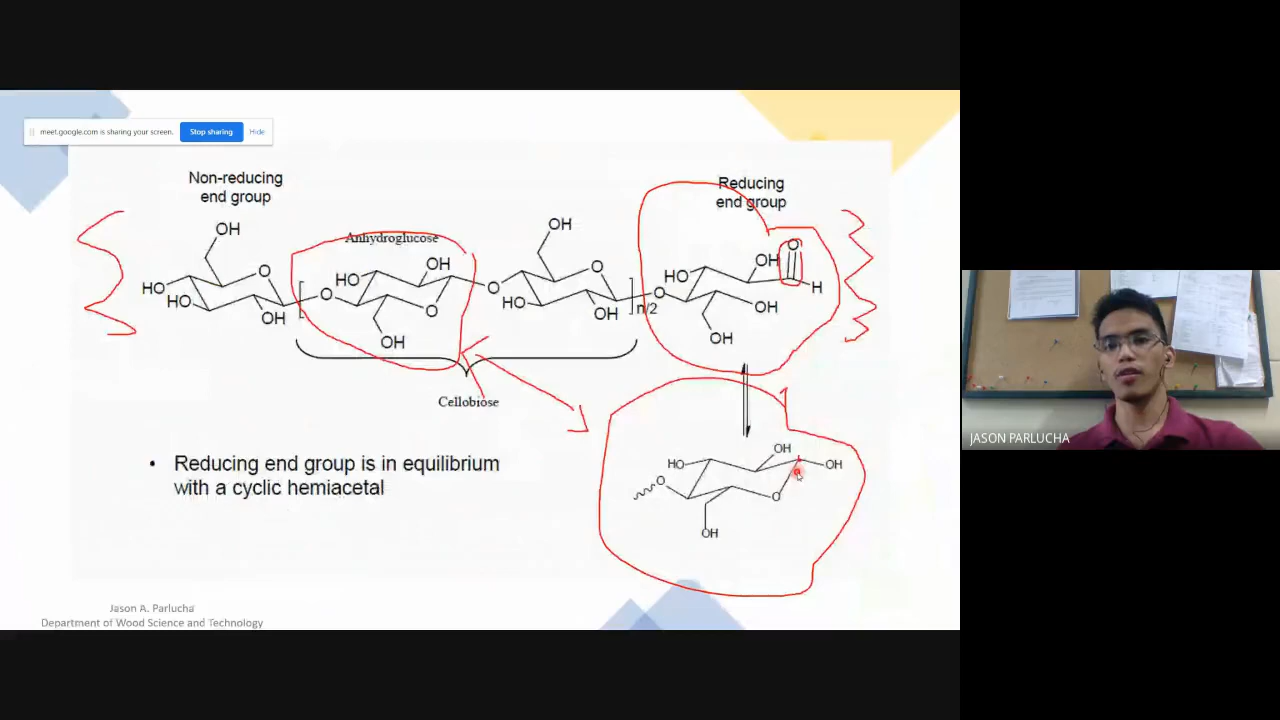 meet.google.com is sharing your screen.
Stop sharing
Hide
Non-reducing
end group
Reducing
end group
Anhydroglucose
OH
OH
O
HO
HO
OH
O
HO
OH
O
OH
O
O
HO
OH
n/2
O
HO
OH
O
H
OH
OH
Cellobiose
• Reducing end group is in equilibrium
with a cyclic hemiacetal
HO
OH
OH
O
O
OH
JASON PARLUCHA
Jason A. Parlucha
Department of Wood Science and Technology